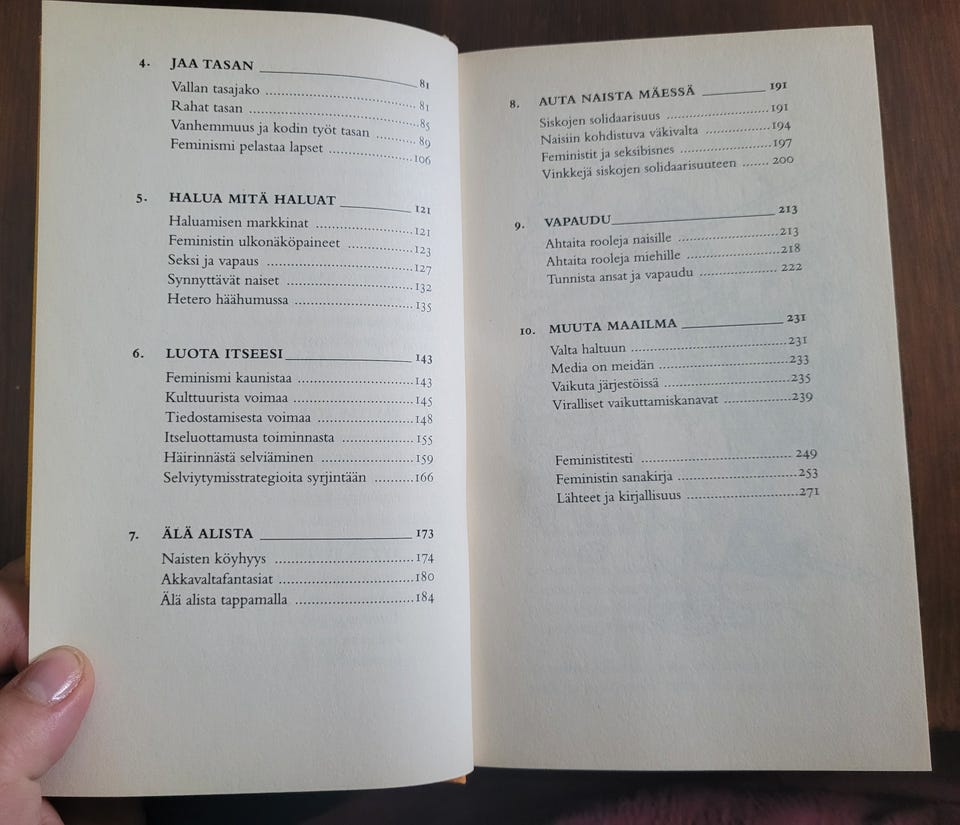 4. JAA TASAN 81
Vallan tasajako 81
Rahat tasan 85
Vanhemmuus ja kodin työt tasan 89
Feminismi pelastaa lapset 106
5. HALUA MITÄ HALUAT 121
Haluamisen markkinat 121
Feministin ulkonäköpaineet 123
Seksi ja vapaus 127
Synnyttävät naiset 132
Hetero häähumussa 135
6. LUOTA ITSEESI 143
Feminismi kaunistaa 143
Kulttuurista voimaa 145
Tiedostamisesta voimaa 148
Itseluottamusta toiminnasta 155
Häirinnästä selviäminen 159
Selviytymisstrategioita syrjintään 166
7. ÄLÄ ALISTA 173
Naisten köyhyys 174
Akkavaltafantasiat 180
Älä alista tappamalla 184
8. AUTA NAISTA MÄESSÄ 191
Siskojen solidaarisuus 191
Naisiin kohdistuva väkivalta 194
Feministit ja seksibisnes 197
Vinkkejä siskojen solidaarisuuteen 200
9. VAPAUDU 213
Ahtaita rooleja naisille 213
Ahtaita rooleja miehille 218
Tunnista ansat ja vapaudu 222
10. MUUTA MAAILMA 231
Valta haltuun 231
Media on meidän 233
Vaikuta järjestöissä 235
Viralliset vaikuttamiskanavat 239
Feministitesti 249
Feministin sanakirja 253
Lähteet ja kirjallisuus 271